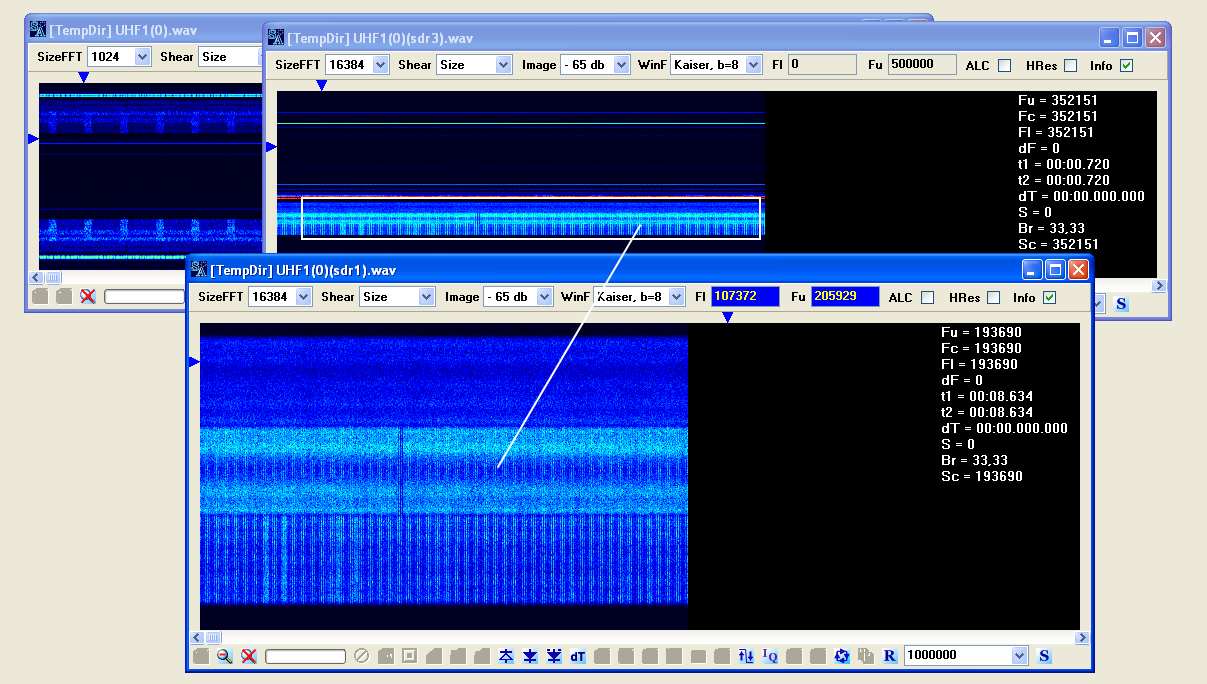 [TempDir] UHF1(0).wav
SizeFFT 1024 Shear Size
[TempDir] UHF1(0)(sdr3).wav
SizeFFT 16384 Shear Size Image - 65 db WinF Kaiser, b=8 Fl 0 Fu 500000 ALC HRes Info
Fu = 352151
Fc = 352151
Fl = 352151
dF = 0
t1 = 00:00.720
t2 = 00:00.720
dT = 00:00.000.000
S = 0
Br = 33,33
Sc = 352151
S
[TempDir] UHF1(0)(sdr1).wav
SizeFFT 16384 Shear Size Image - 65 db WinF Kaiser, b=8 Fl 107372 Fu 205929 ALC HRes Info
Fu = 193690
Fc = 193690
Fl = 193690
dF = 0
t1 = 00:08.634
t2 = 00:08.634
dT = 00:00.000.000
S = 0
Br = 33,33
Sc = 193690
dT IQ R 1000000 S